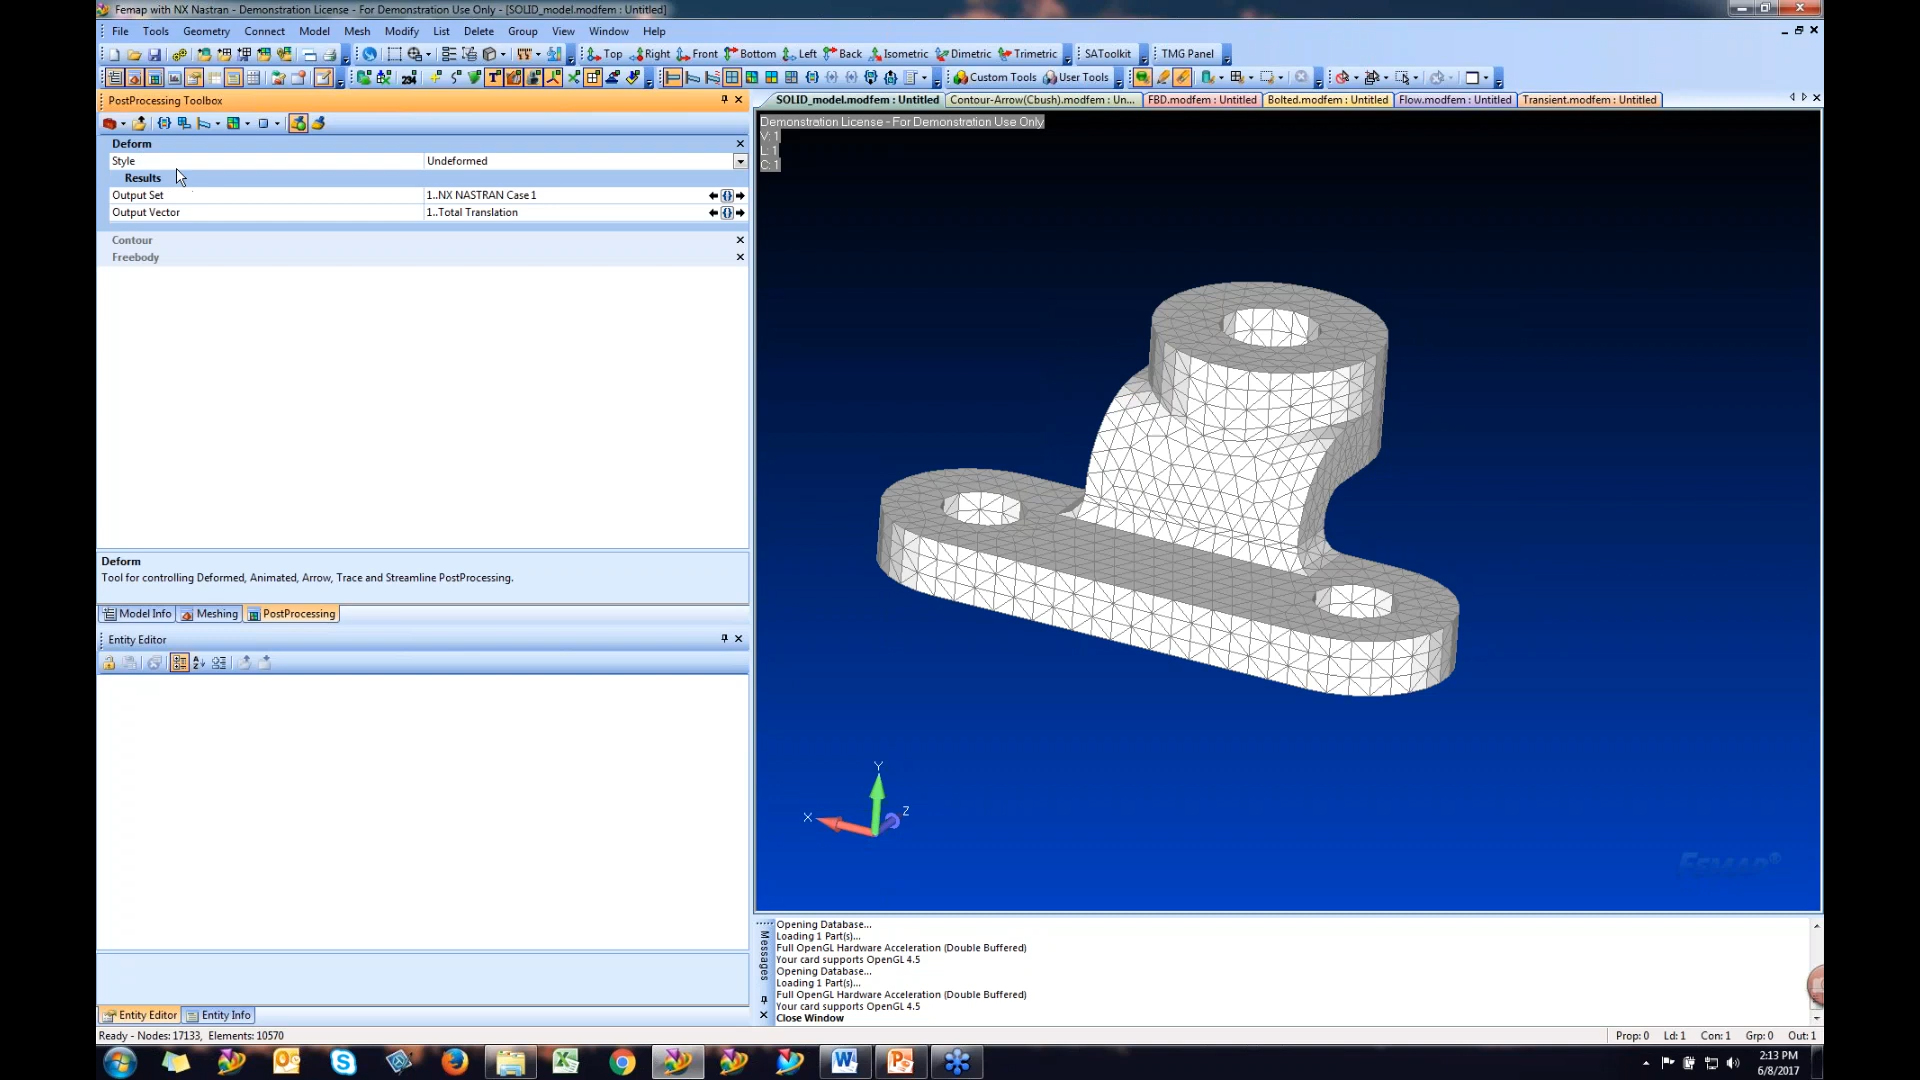 Femap with NX Nastran - Demonstration License - For Demonstration Use Only - [SOLID_model.modfem : Untitled]
File Tools Geometry Connect Model Mesh Modify List Delete Group View Window Help
Top Right Front Bottom Left Back Isometric Dimetric Trimetric SAToolkit TMG Panel
234 Custom Tools User Tools
PostProcessing Toolbox
SOLID_model.modfem : Untitled Contour-Arrow(Cbush).modfem : Un... FBD.modfem : Untitled Bolted.modfem : Untitled Flow.modfem : Untitled Transient.modfem : Untitled
Demonstration License - For Demonstration Use Only
V: 1
L: 1
C: 1
Deform
Style Undeformed
Results
Output Set 1..NX NASTRAN Case 1
Output Vector 1..Total Translation
Contour
Freebody
Deform
Tool for controlling Deformed, Animated, Arrow, Trace and Streamline PostProcessing.
Model Info Meshing PostProcessing
Entity Editor
Y
X
Z
FEMAP®
Messages
Opening Database...
Loading 1 Part(s)...
Full OpenGL Hardware Acceleration (Double Buffered)
Your card supports OpenGL 4.5
Opening Database...
Loading 1 Part(s)...
Full OpenGL Hardware Acceleration (Double Buffered)
Your card supports OpenGL 4.5
Close Window
Entity Editor Entity Info
Ready - Nodes: 17133, Elements: 10570 Prop: 0 Ld: 1 Con: 1 Grp: 0 Out: 1
2:13 PM
6/8/2017